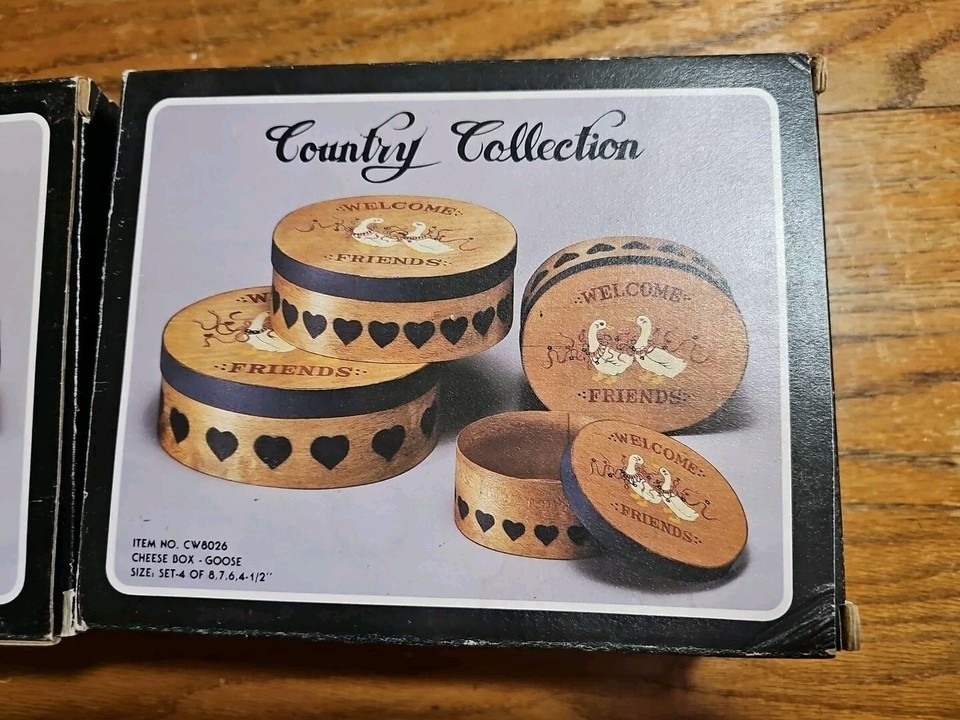 Country Collection
·:WELCOME:·
·:FRIENDS:·
W
·:FRIENDS:·
·:WELCOME:·
·:FRIENDS:·
·:WELCOME:·
·:FRIENDS:·
ITEM NO. CW8026
CHEESE BOX - GOOSE
SIZE: SET-4 OF 8,7,6,4-1/2"